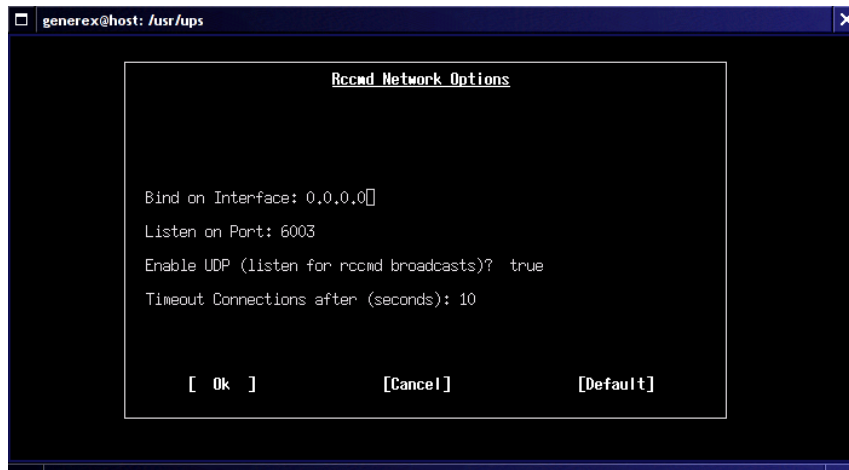 generex@host: /usr/ups
Rccmd Network Options
Bind on Interface: 0.0.0.0
Listen on Port: 6003
Enable UDP (listen for rccmd broadcasts)? true
Timeout Connections after (seconds): 10
[ Ok ] [Cancel] [Default]